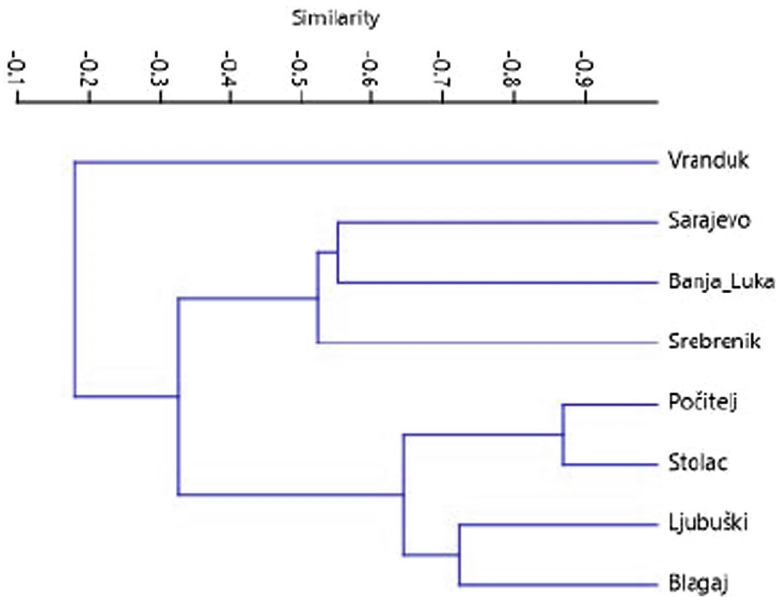 Similarity
-0.1 -0.2 -0.3 -0.4 -0.5 -0.6 -0.7 -0.8 -0.9
Vranduk
Sarajevo
Banja_Luka
Srebrenik
Počitelj
Stolac
Ljubuški
Blagaj